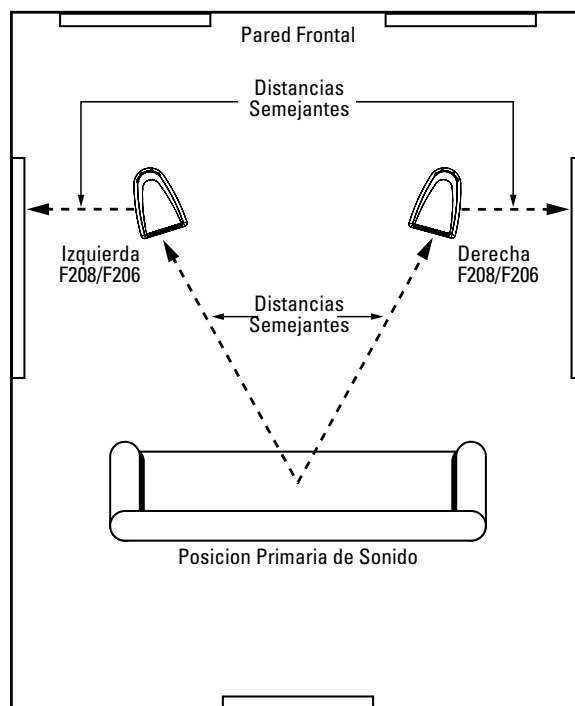 Pared Frontal
Distancias
Semejantes
Izquierda
F208/F206
Derecha
F208/F206
Distancias
Semejantes
Posicion Primaria de Sonido